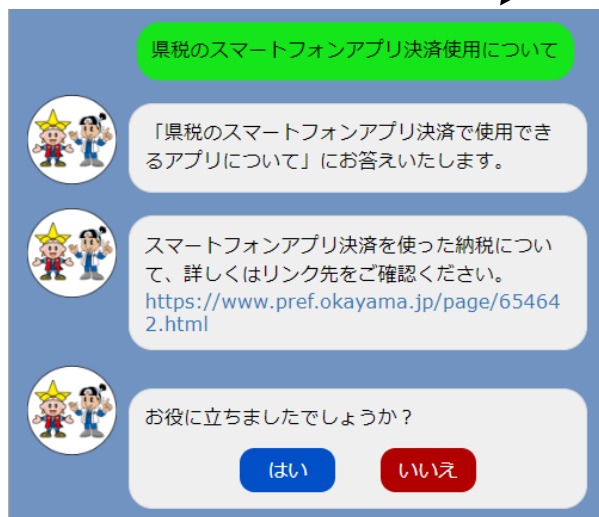 県税のスマートフォンアプリ決済使用について
「県税のスマートフォンアプリ決済で使用でき
るアプリについて」にお答えいたします。
スマートフォンアプリ決済を使った納税につい
て、詳しくはリンク先をご確認ください。
https://www.pref.okayama.jp/page/65464
2.html
お役に立ちましたでしょうか？
はい
いいえ